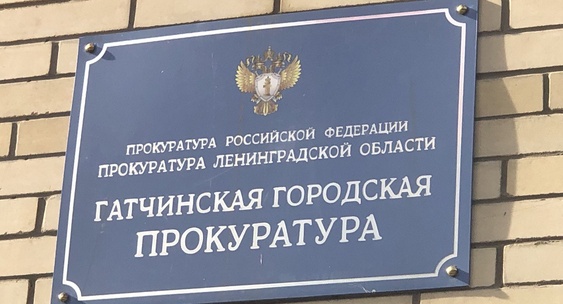 ПРОКУРАТУРА РОССИЙСКОЙ ФЕДЕРАЦИИ
ПРОКУРАТУРА ЛЕНИНГРАДСКОЙ ОБЛАСТИ
ГАТЧИНСКАЯ ГОРОДСКАЯ
ПРОКУРАТУРА